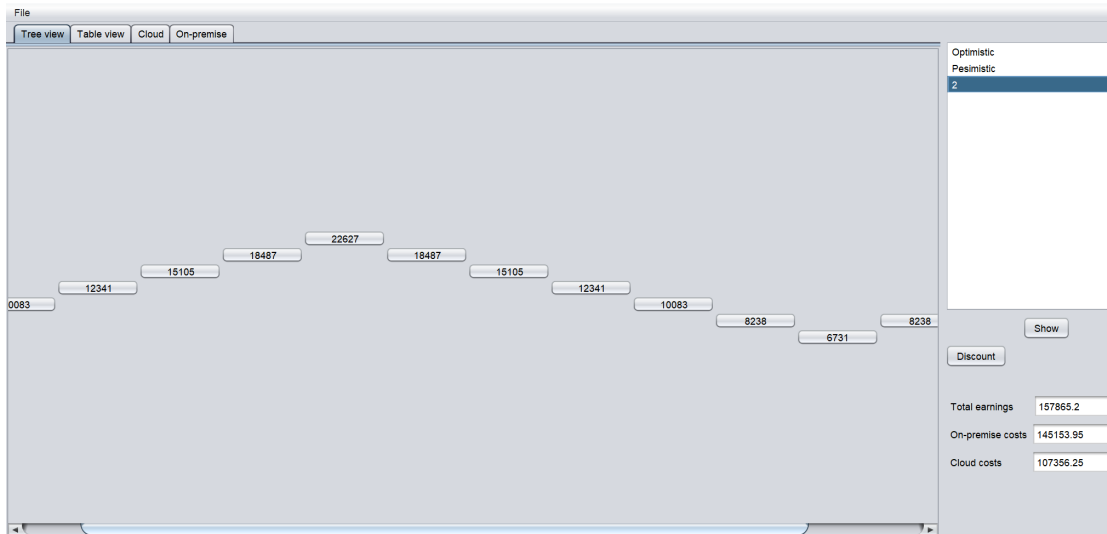 File
Tree view Table view Cloud On-premise
Optimistic
Pesimistic
2
22627
18487 18487
15105 15105
12341 12341
0083 10083
8238 8238
6731
Show
Discount
Total earnings 157865.2
On-premise costs 145153.95
Cloud costs 107356.25